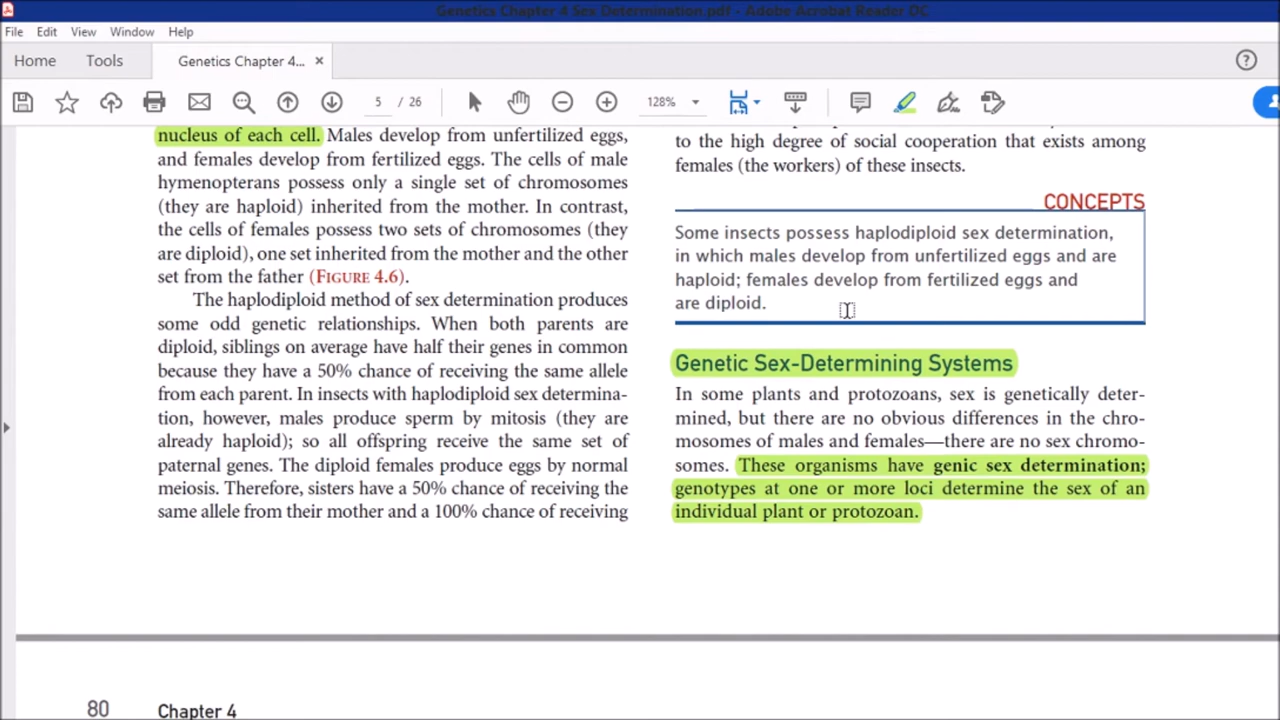 Genetics Chapter 4 Sex Determination.pdf - Adobe Acrobat Reader DC
File Edit View Window Help
Home Tools Genetics Chapter 4... ×
5 / 26 128%
nucleus of each cell. Males develop from unfertilized eggs,
and females develop from fertilized eggs. The cells of male
hymenopterans possess only a single set of chromosomes
(they are haploid) inherited from the mother. In contrast,
the cells of females possess two sets of chromosomes (they
are diploid), one set inherited from the mother and the other
set from the father (FIGURE 4.6).
The haplodiploid method of sex determination produces
some odd genetic relationships. When both parents are
diploid, siblings on average have half their genes in common
because they have a 50% chance of receiving the same allele
from each parent. In insects with haplodiploid sex determina-
tion, however, males produce sperm by mitosis (they are
already haploid); so all offspring receive the same set of
paternal genes. The diploid females produce eggs by normal
meiosis. Therefore, sisters have a 50% chance of receiving the
same allele from their mother and a 100% chance of receiving
to the high degree of social cooperation that exists among
females (the workers) of these insects.
CONCEPTS
Some insects possess haplodiploid sex determination,
in which males develop from unfertilized eggs and are
haploid; females develop from fertilized eggs and
are diploid.
Genetic Sex-Determining Systems
In some plants and protozoans, sex is genetically deter-
mined, but there are no obvious differences in the chro-
mosomes of males and females—there are no sex chromo-
somes. These organisms have genic sex determination;
genotypes at one or more loci determine the sex of an
individual plant or protozoan.
80 Chapter 4